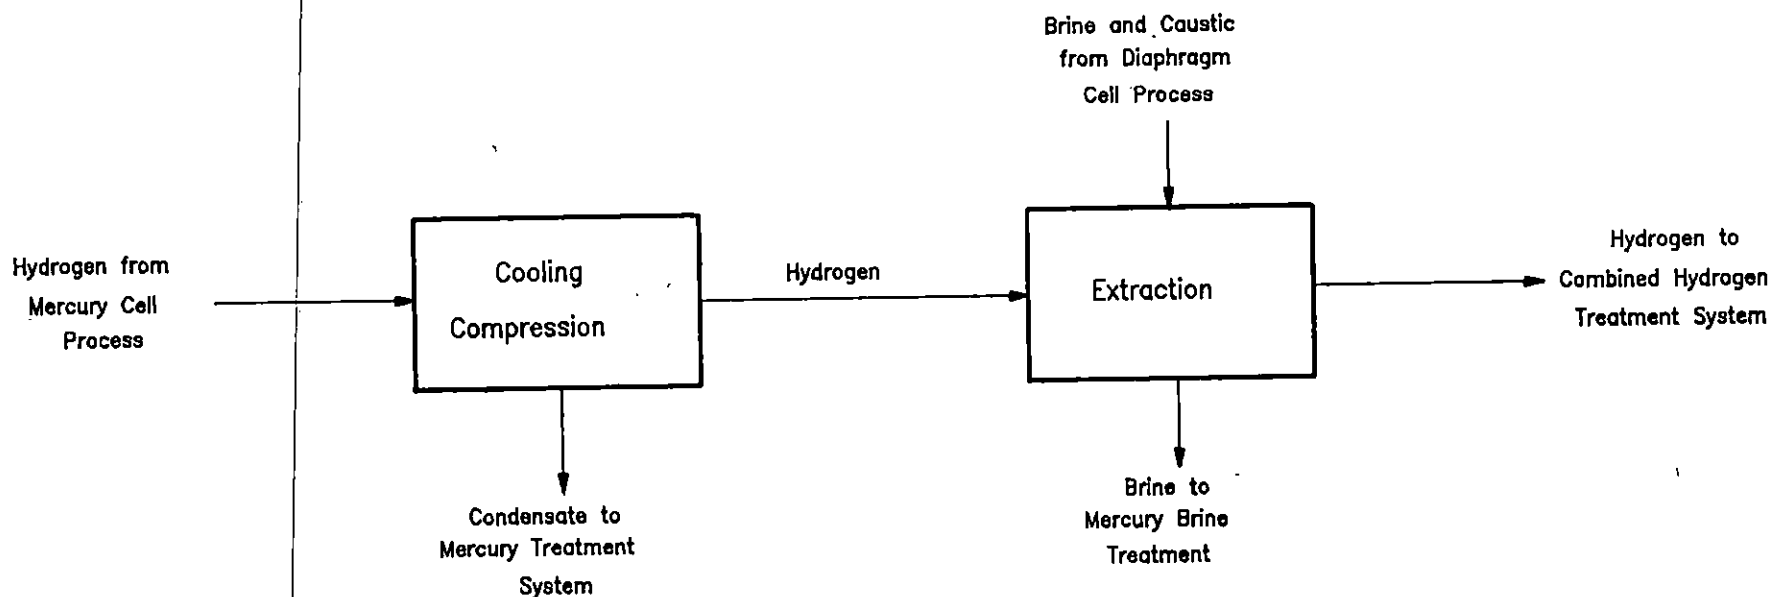 Brine and Caustic
from Diaphragm
Cell Process
Hydrogen from
Mercury Cell
Process
Cooling
Compression
Hydrogen
Extraction
Hydrogen to
Combined Hydrogen
Treatment System
Condensate to
Mercury Treatment
System
Brine to
Mercury Brine
Treatment